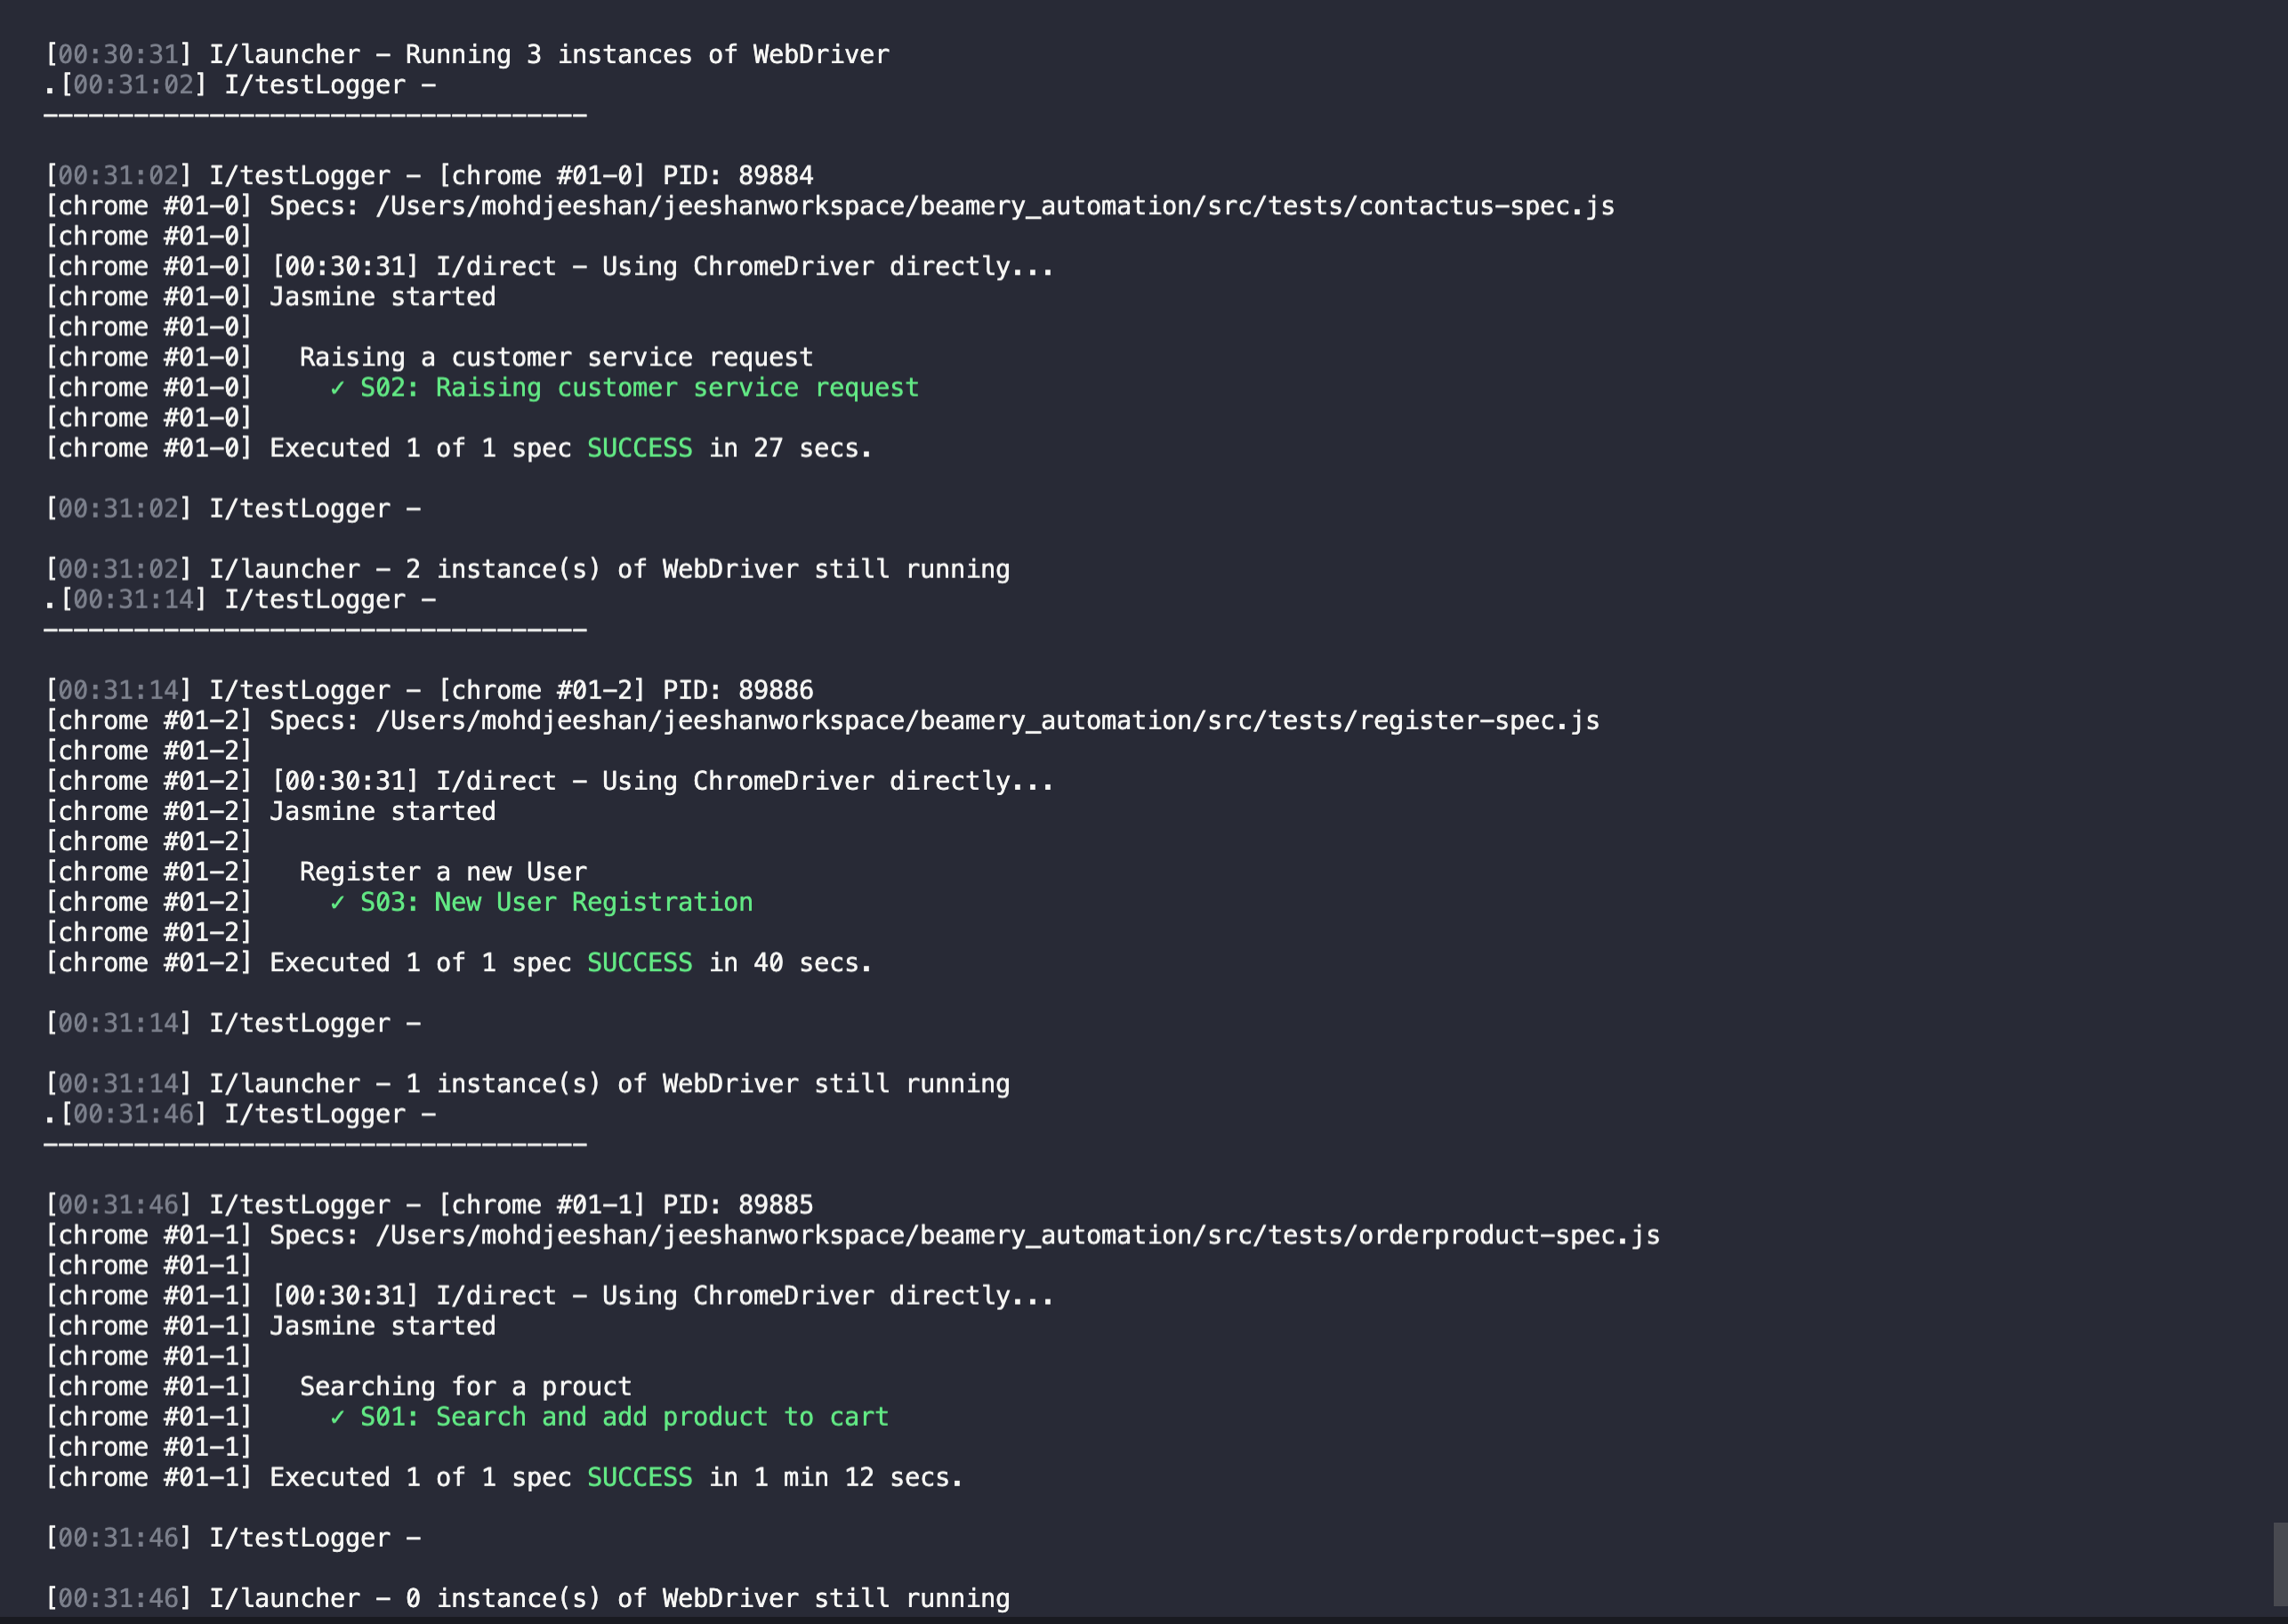 [00:30:31] I/launcher - Running 3 instances of WebDriver
.[00:31:02] I/testLogger -
------------------------------------
[00:31:02] I/testLogger - [chrome #01-0] PID: 89884
[chrome #01-0] Specs: /Users/mohdjeeshan/jeeshanworkspace/beamery_automation/src/tests/contactus-spec.js
[chrome #01-0]
[chrome #01-0] [00:30:31] I/direct - Using ChromeDriver directly...
[chrome #01-0] Jasmine started
[chrome #01-0]
[chrome #01-0]   Raising a customer service request
[chrome #01-0]     ✓ S02: Raising customer service request
[chrome #01-0]
[chrome #01-0] Executed 1 of 1 spec SUCCESS in 27 secs.
[00:31:02] I/testLogger -
[00:31:02] I/launcher - 2 instance(s) of WebDriver still running
.[00:31:14] I/testLogger -
------------------------------------
[00:31:14] I/testLogger - [chrome #01-2] PID: 89886
[chrome #01-2] Specs: /Users/mohdjeeshan/jeeshanworkspace/beamery_automation/src/tests/register-spec.js
[chrome #01-2]
[chrome #01-2] [00:30:31] I/direct - Using ChromeDriver directly...
[chrome #01-2] Jasmine started
[chrome #01-2]
[chrome #01-2]   Register a new User
[chrome #01-2]     ✓ S03: New User Registration
[chrome #01-2]
[chrome #01-2] Executed 1 of 1 spec SUCCESS in 40 secs.
[00:31:14] I/testLogger -
[00:31:14] I/launcher - 1 instance(s) of WebDriver still running
.[00:31:46] I/testLogger -
------------------------------------
[00:31:46] I/testLogger - [chrome #01-1] PID: 89885
[chrome #01-1] Specs: /Users/mohdjeeshan/jeeshanworkspace/beamery_automation/src/tests/orderproduct-spec.js
[chrome #01-1]
[chrome #01-1] [00:30:31] I/direct - Using ChromeDriver directly...
[chrome #01-1] Jasmine started
[chrome #01-1]
[chrome #01-1]   Searching for a prouct
[chrome #01-1]     ✓ S01: Search and add product to cart
[chrome #01-1]
[chrome #01-1] Executed 1 of 1 spec SUCCESS in 1 min 12 secs.
[00:31:46] I/testLogger -
[00:31:46] I/launcher - 0 instance(s) of WebDriver still running